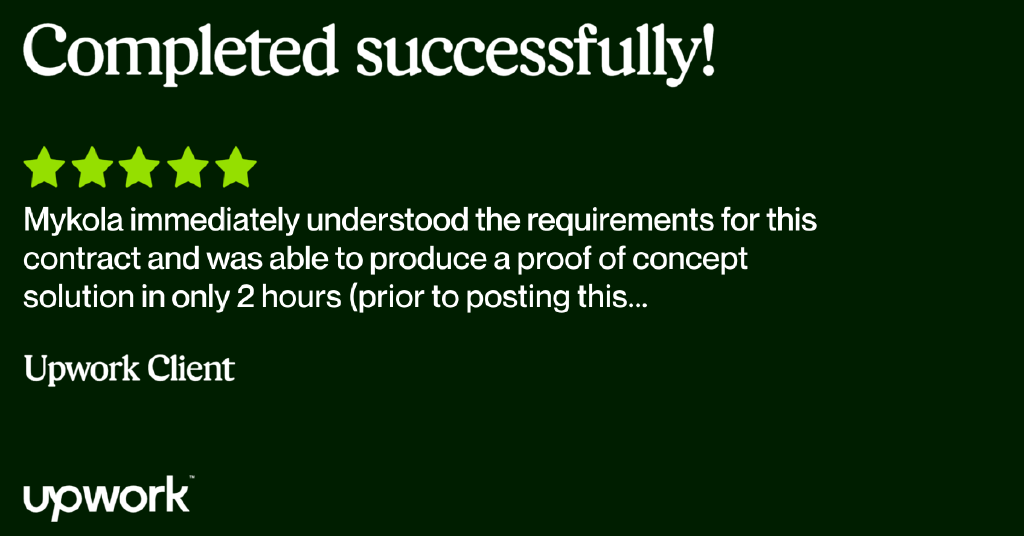 Completed successfully!
Mykola immediately understood the requirements for this
contract and was able to produce a proof of concept
solution in only 2 hours (prior to posting this...
Upwork Client
upwork™